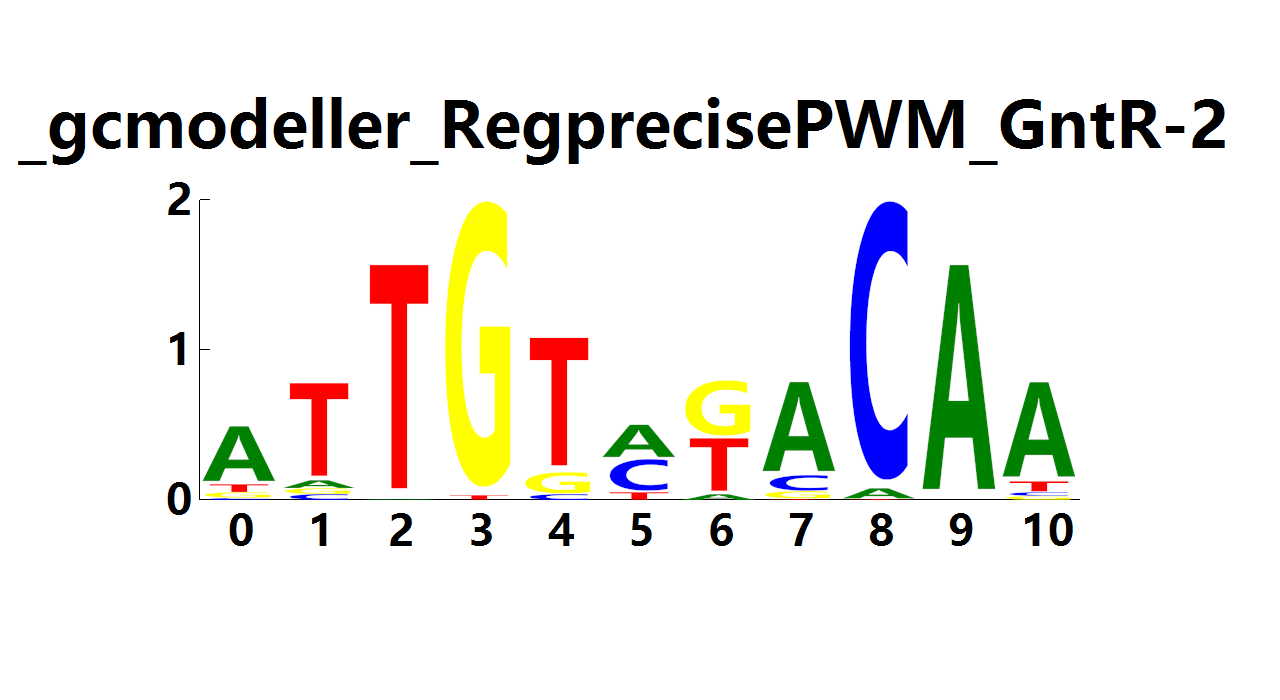 _gcmodeller_RegprecisePWM_GntR-2
2
1
0
A T T G T A G A C A A
T A T G C T C A T
G G C T A G C
C C G
0 1 2 3 4 5 6 7 8 9 10